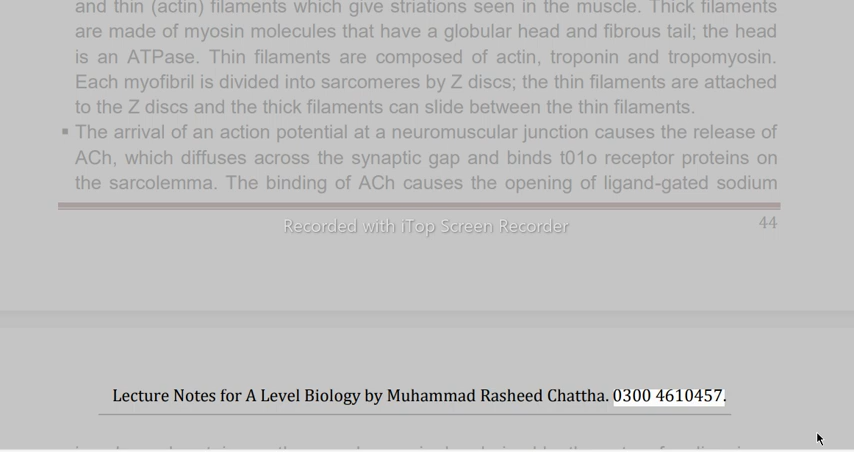 and thin (actin) filaments which give striations seen in the muscle. Thick filaments
are made of myosin molecules that have a globular head and fibrous tail; the head
is an ATPase. Thin filaments are composed of actin, troponin and tropomyosin.
Each myofibril is divided into sarcomeres by Z discs; the thin filaments are attached
to the Z discs and the thick filaments can slide between the thin filaments.
▪ The arrival of an action potential at a neuromuscular junction causes the release of
ACh, which diffuses across the synaptic gap and binds t01o receptor proteins on
the sarcolemma. The binding of ACh causes the opening of ligand-gated sodium
Recorded with iTop Screen Recorder
44
Lecture Notes for A Level Biology by Muhammad Rasheed Chattha. 0300 4610457.